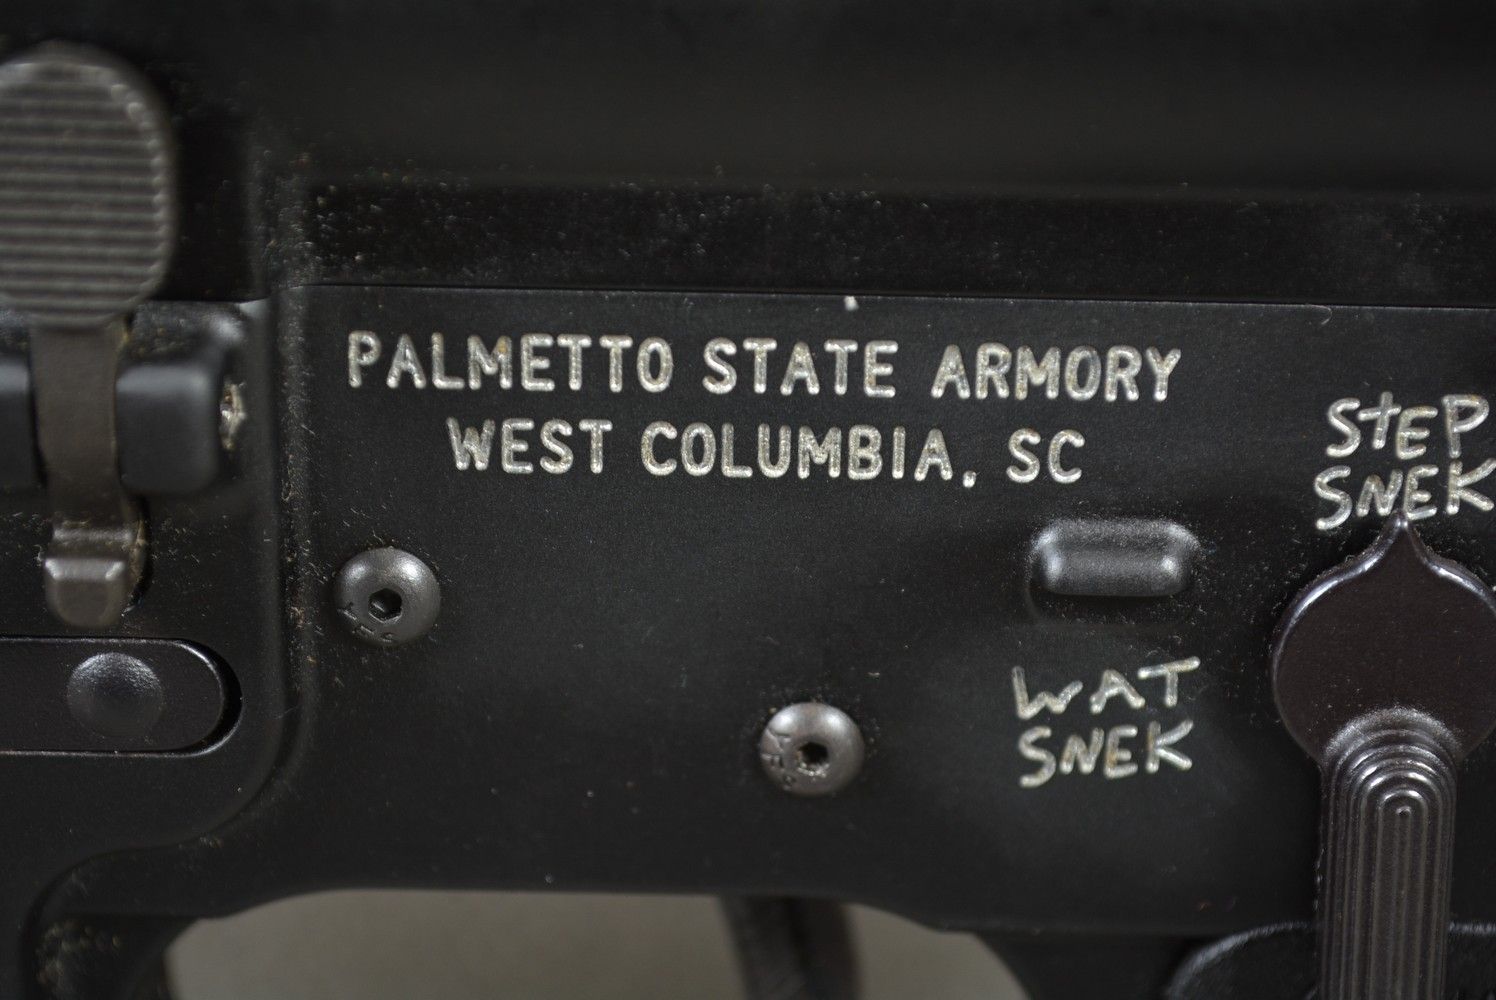 PALMETTO STATE ARMORY
WEST COLUMBIA, SC
STEP
SNEK
WAT
SNEK